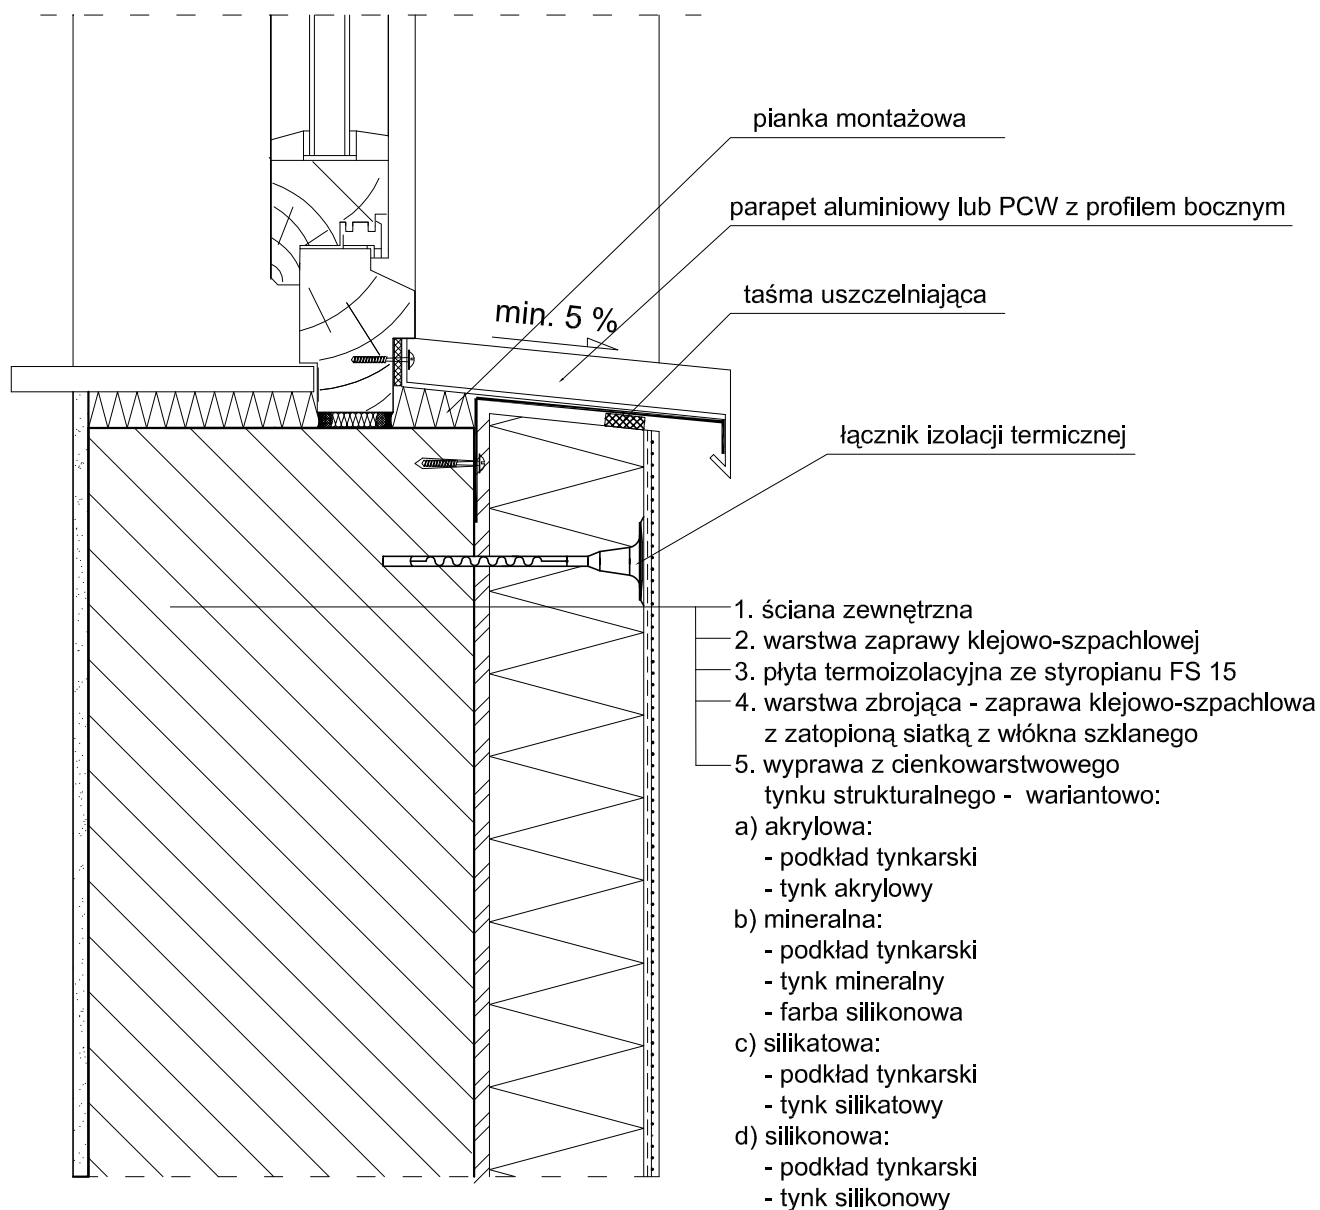 pianka montażowa
parapet aluminiowy lub PCW z profilem bocznym
taśma uszczelniająca
min. 5 %
łącznik izolacji termicznej
1. ściana zewnętrzna
2. warstwa zaprawy klejowo-szpachlowej
3. płyta termoizolacyjna ze styropianu FS 15
4. warstwa zbrojąca - zaprawa klejowo-szpachlowa
z zatopioną siatką z włókna szklanego
5. wyprawa z cienkowarstwowego
tynku strukturalnego - wariantowo:
a) akrylowa:
- podkład tynkarski
- tynk akrylowy
b) mineralna:
- podkład tynkarski
- tynk mineralny
- farba silikonowa
c) silikatowa:
- podkład tynkarski
- tynk silikatowy
d) silikonowa:
- podkład tynkarski
- tynk silikonowy